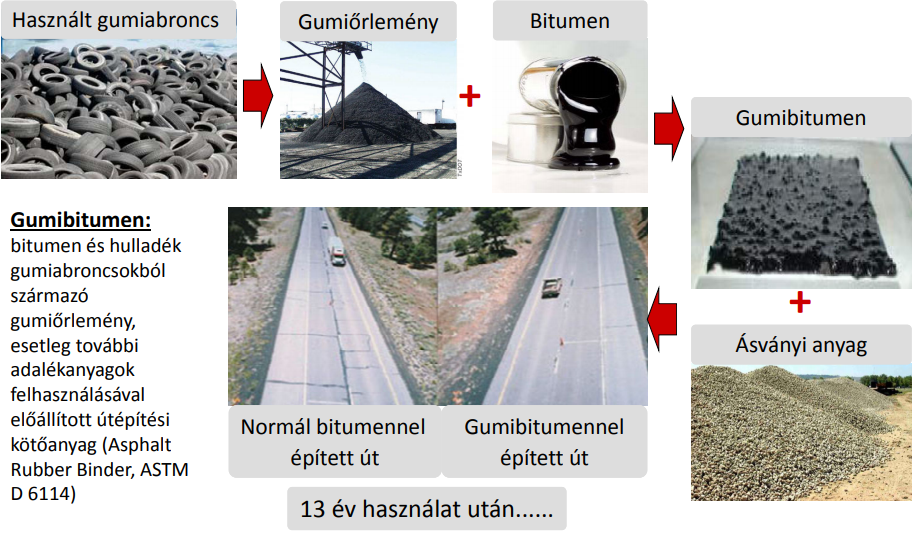 Használt gumiabroncs
Gumiőrlemény
+
Bitumen
Gumibitumen
+
Ásványi anyag
Gumibitumen:
bitumen és hulladék
gumiabroncsokból
származó
gumiőrlemény,
esetleg további
adalékanyagok
felhasználásával
előállított útépítési
kötőanyag (Asphalt
Rubber Binder, ASTM
D 6114)
Normál bitumennel
épített út
Gumibitumennel
épített út
13 év használat után......